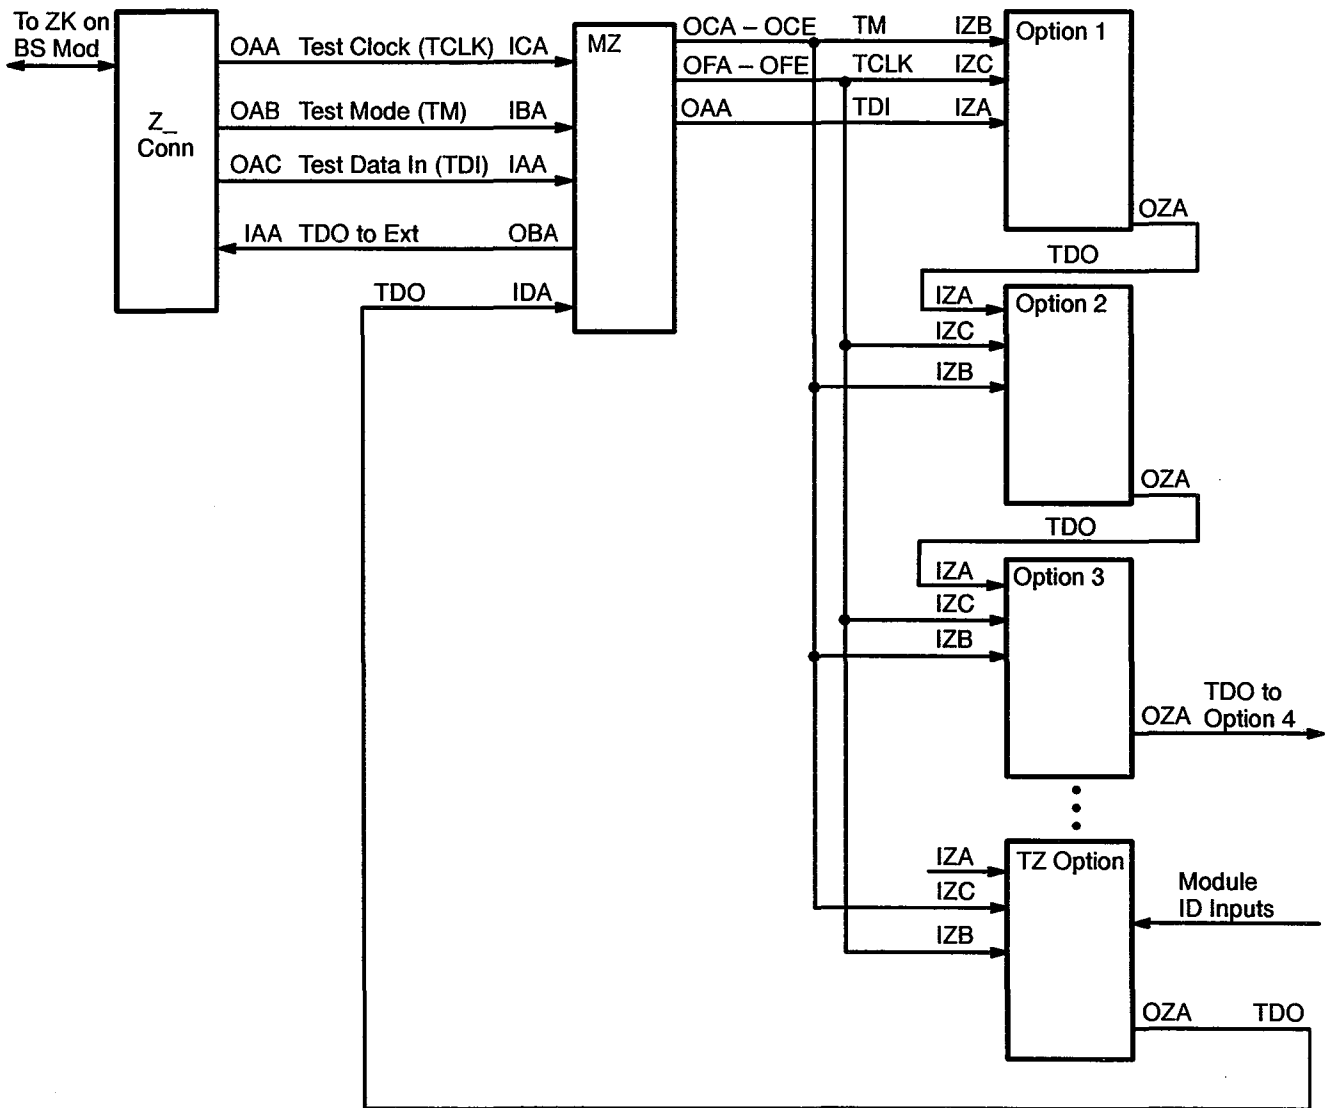 To ZK on
BS Mod
Z_
Conn
OAA Test Clock (TCLK) ICA
OAB Test Mode (TM) IBA
OAC Test Data In (TDI) IAA
IAA TDO to Ext OBA
TDO IDA
MZ
OCA – OCE TM IZB
OFA – OFE TCLK IZC
OAA TDI IZA
Option 1
OZA
TDO
IZA
IZC
IZB
Option 2
OZA
TDO
IZA
IZC
IZB
Option 3
OZA
TDO to
Option 4
IZA
IZC
IZB
TZ Option
Module
ID Inputs
OZA TDO